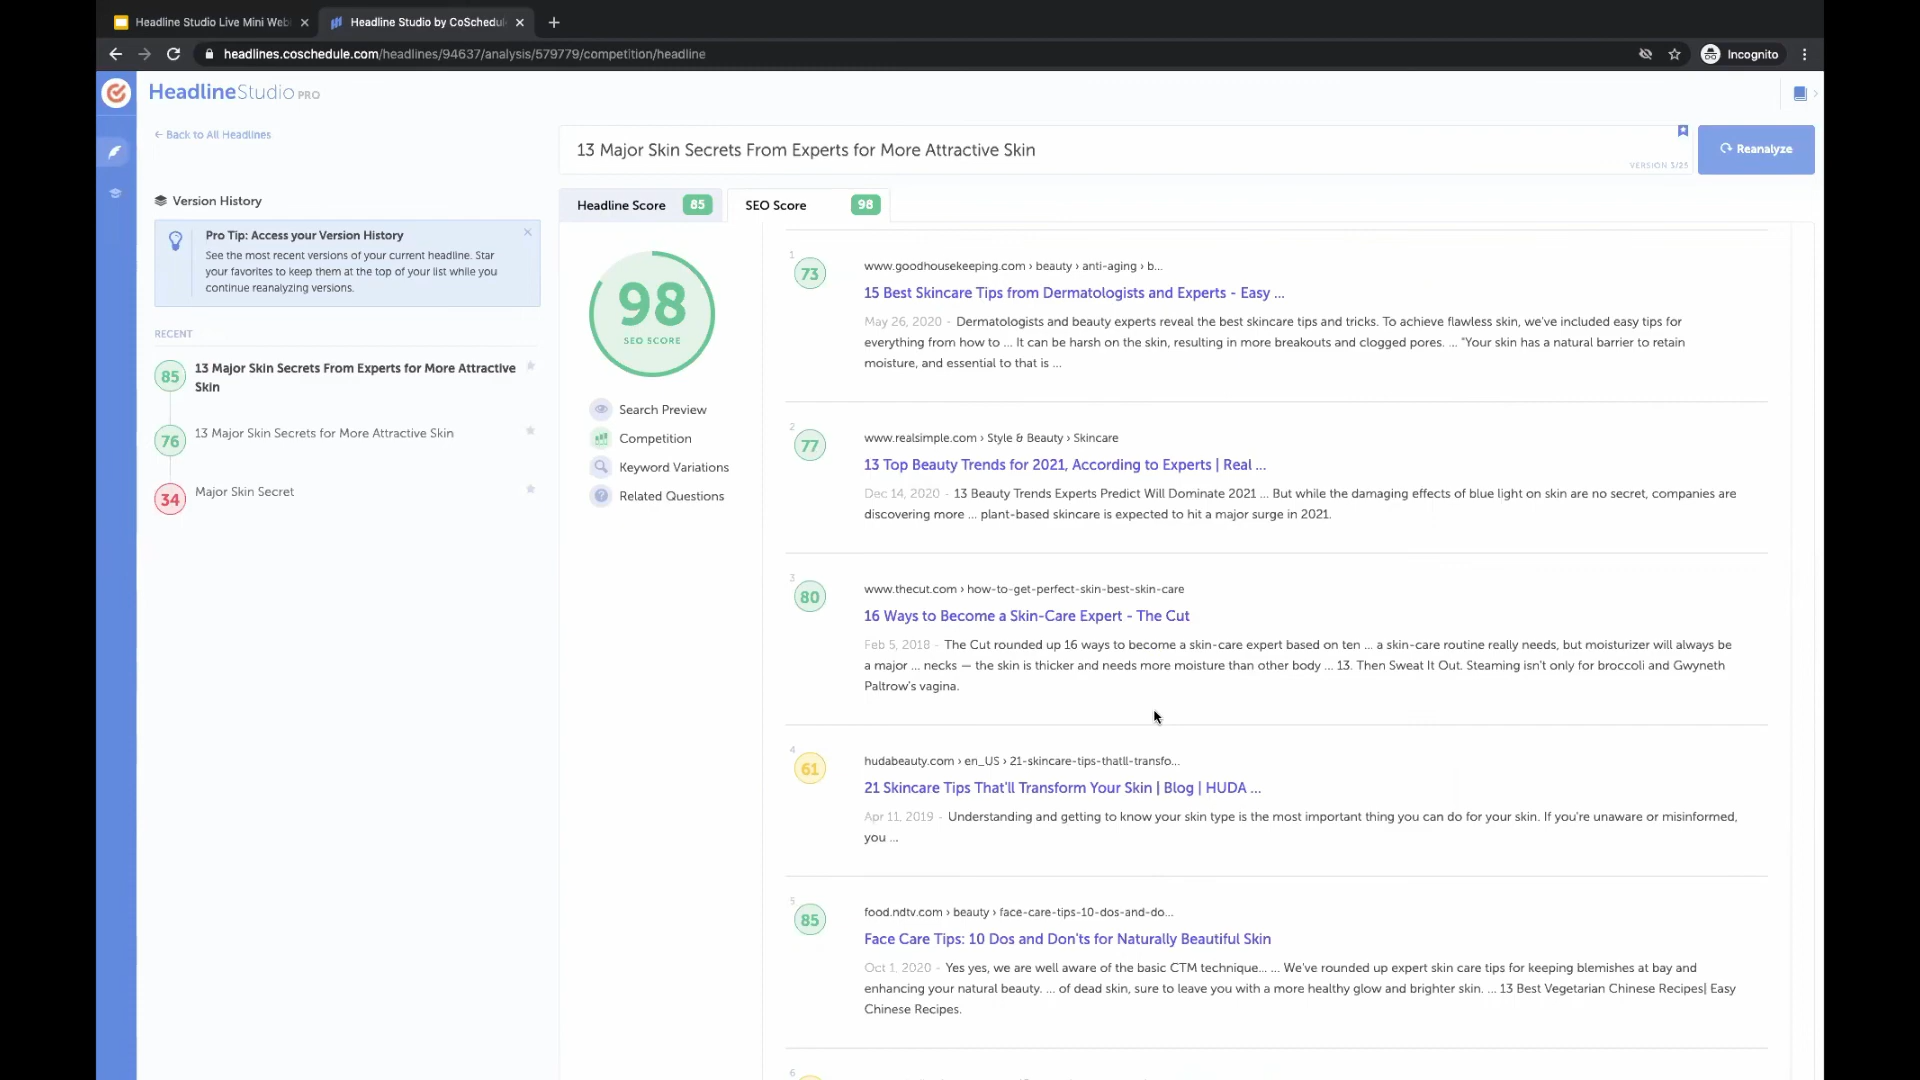 Headline Studio Live Mini Web
Headline Studio by CoSchedul
headlines.coschedule.com/headlines/94637/analysis/579779/competition/headline
Incognito
HeadlineStudio PRO
← Back to All Headlines
13 Major Skin Secrets From Experts for More Attractive Skin
VERSION 3/25
Reanalyze
Version History
Pro Tip: Access your Version History
See the most recent versions of your current headline. Star
your favorites to keep them at the top of your list while you
continue reanalyzing versions.
RECENT
85
13 Major Skin Secrets From Experts for More Attractive
Skin
76
13 Major Skin Secrets for More Attractive Skin
34
Major Skin Secret
Headline Score 85
SEO Score 98
98
SEO SCORE
Search Preview
Competition
Keyword Variations
Related Questions
1
73
www.goodhousekeeping.com › beauty › anti-aging › b...
15 Best Skincare Tips from Dermatologists and Experts - Easy ...
May 26, 2020 - Dermatologists and beauty experts reveal the best skincare tips and tricks. To achieve flawless skin, we've included easy tips for
everything from how to ... It can be harsh on the skin, resulting in more breakouts and clogged pores. ... "Your skin has a natural barrier to retain
moisture, and essential to that is ...
2
77
www.realsimple.com › Style & Beauty › Skincare
13 Top Beauty Trends for 2021, According to Experts | Real ...
Dec 14, 2020 - 13 Beauty Trends Experts Predict Will Dominate 2021 ... But while the damaging effects of blue light on skin are no secret, companies are
discovering more ... plant-based skincare is expected to hit a major surge in 2021.
3
80
www.thecut.com › how-to-get-perfect-skin-best-skin-care
16 Ways to Become a Skin-Care Expert - The Cut
Feb 5, 2018 - The Cut rounded up 16 ways to become a skin-care expert based on ten ... a skin-care routine really needs, but moisturizer will always be
a major ... necks — the skin is thicker and needs more moisture than other body ... 13. Then Sweat It Out. Steaming isn't only for broccoli and Gwyneth
Paltrow's vagina.
4
61
hudabeauty.com › en_US › 21-skincare-tips-thatll-transfo...
21 Skincare Tips That'll Transform Your Skin | Blog | HUDA ...
Apr 11, 2019 - Understanding and getting to know your skin type is the most important thing you can do for your skin. If you're unaware or misinformed,
you ...
5
85
food.ndtv.com › beauty › face-care-tips-10-dos-and-do...
Face Care Tips: 10 Dos and Don'ts for Naturally Beautiful Skin
Oct 1, 2020 - Yes yes, we are well aware of the basic CTM technique... ... We've rounded up expert skin care tips for keeping blemishes at bay and
enhancing your natural beauty. ... of dead skin, sure to leave you with a more healthy glow and brighter skin. ... 13 Best Vegetarian Chinese Recipes| Easy
Chinese Recipes.
6